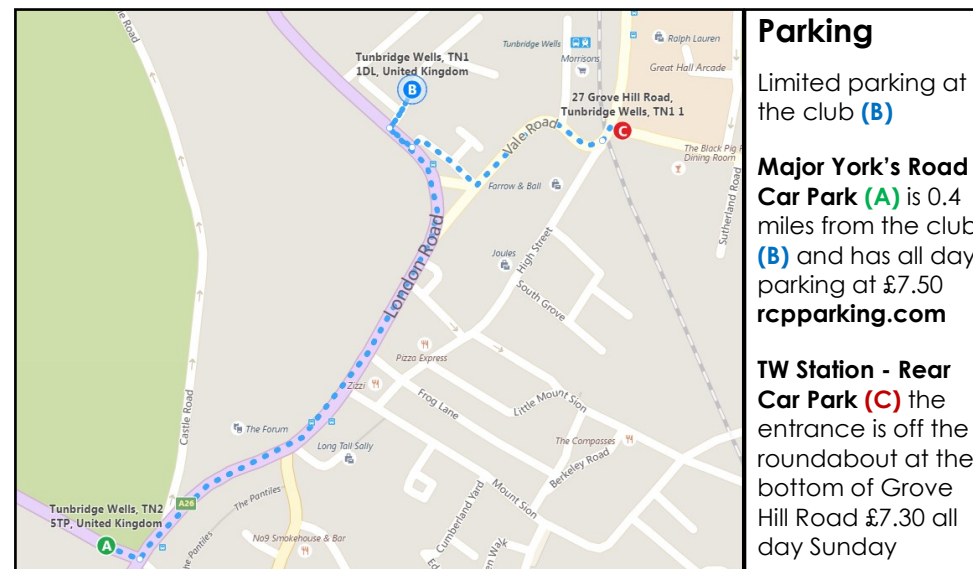 Road
Tunbridge Wells, TN1
1DL, United Kingdom
B
Tunbridge Wells
Morrisons
Ralph Lauren
Great Hall Arcade
27 Grove Hill Road,
Tunbridge Wells, TN1 1
C
Vale Road
The Black Pig
Dining Room
Farrow & Ball
Sutherland Road
London Road
Joules
High Street
South Grove
Pizza Express
Zizzi
Frog Lane
Little Mount Sion
Castle Road
The Forum
Long Tall Sally
The Compasses
Berkeley Road
Tunbridge Wells, TN2
5TP, United Kingdom
A26
A
The Pantiles
The Pantiles
Mount Sion
Cumberland Yard
No9 Smokehouse & Bar
Parking
Limited parking at
the club (B)
Major York’s Road
Car Park (A) is 0.4
miles from the club
(B) and has all day
parking at £7.50
rcpparking.com
TW Station - Rear
Car Park (C) the
entrance is off the
roundabout at the
bottom of Grove
Hill Road £7.30 all
day Sunday